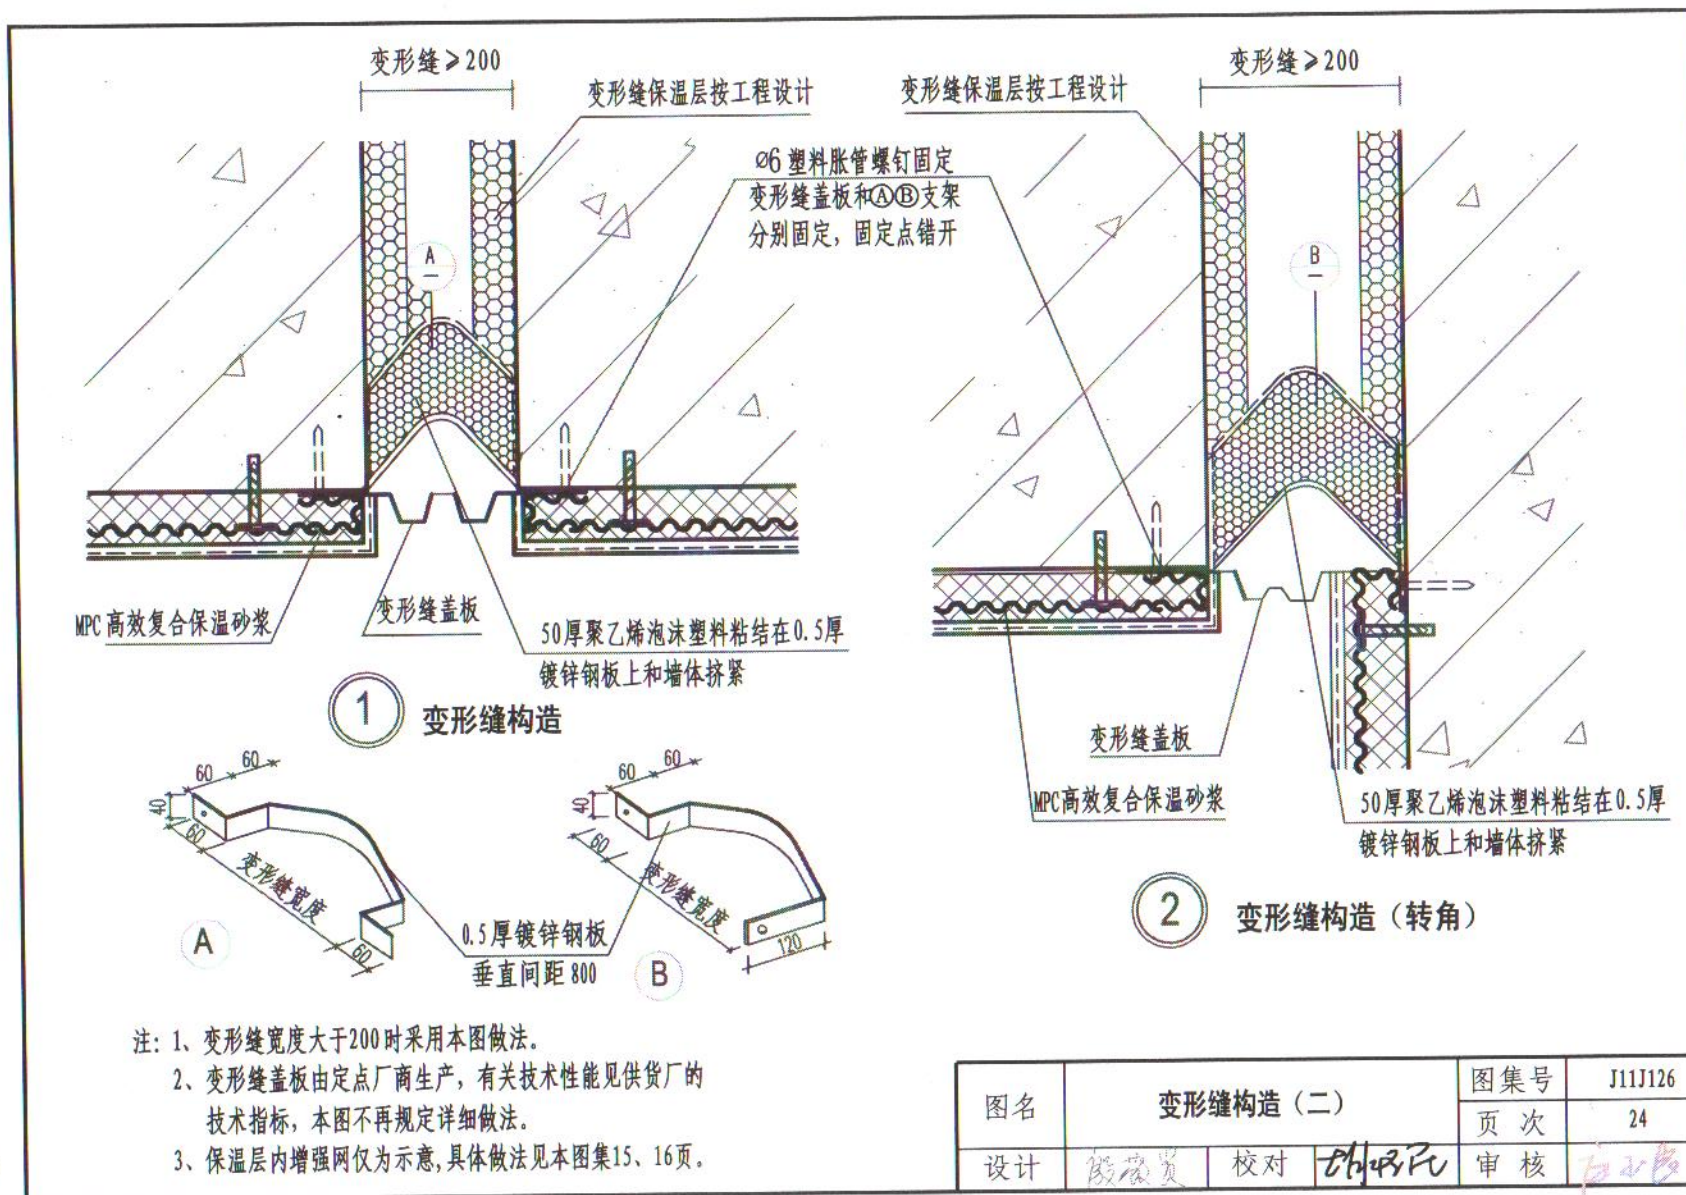 变形缝≥200
变形缝≥200
变形缝保温层按工程设计
变形缝保温层按工程设计
ø6塑料胀管螺钉固定
变形缝盖板和ⒶⒷ支架
分别固定，固定点错开
A
B
MPC高效复合保温砂浆
变形缝盖板
50厚聚乙烯泡沫塑料粘结在0.5厚
镀锌钢板上和墙体挤紧
1 变形缝构造
变形缝盖板
MPC高效复合保温砂浆
50厚聚乙烯泡沫塑料粘结在0.5厚
镀锌钢板上和墙体挤紧
2 变形缝构造（转角）
60 60
40
60
变形缝宽度
60
A
60 60
40
60
变形缝宽度
120
B
0.5厚镀锌钢板
垂直间距800
注：1、变形缝宽度大于200时采用本图做法。
2、变形缝盖板由定点厂商生产，有关技术性能见供货厂的
技术指标，本图不再规定详细做法。
3、保温层内增强网仅为示意,具体做法见本图集15、16页。
图名 变形缝构造（二） 图集号 J11J126
页次 24
设计 校对 审核